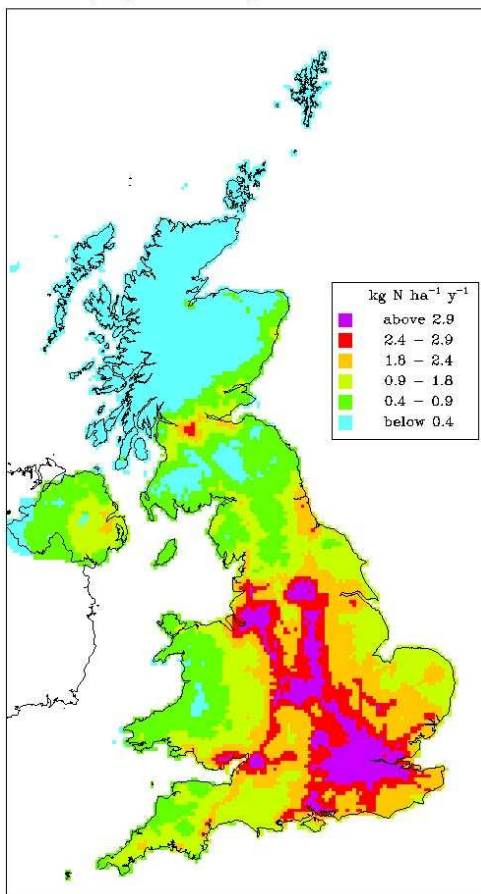 kg N ha⁻¹ y⁻¹
above 2.9
2.4 – 2.9
1.8 – 2.4
0.9 – 1.8
0.4 – 0.9
below 0.4